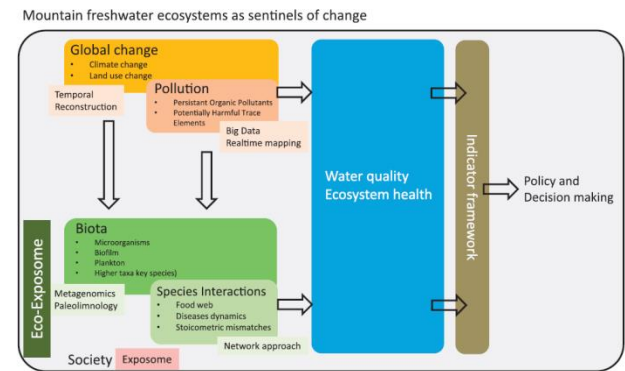 Mountain freshwater ecosystems as sentinels of change
Global change
• Climate change
• Land use change
Temporal
Reconstruction
Pollution
• Persistant Organic Pollutants
• Potentially Harmful Trace
Elements
Big Data
Realtime mapping
Water quality
Ecosystem health
Indicator framework
Policy and
Decision making
Eco-Exposome
Biota
• Microorganisms
• Biofilm
• Plankton
• Higher taxa key species)
Metagenomics
Paleolimnology
Species Interactions
• Food web
• Diseases dynamics
• Stoicometric mismatches
Network approach
Society
Exposome